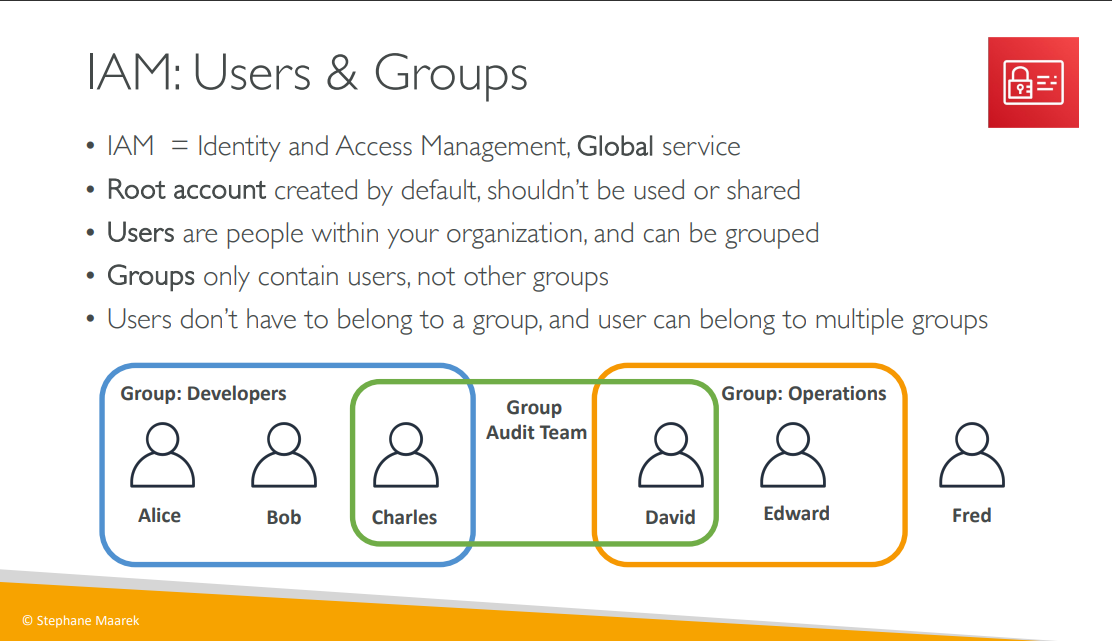 IAM: Users & Groups
• IAM = Identity and Access Management, Global service
• Root account created by default, shouldn’t be used or shared
• Users are people within your organization, and can be grouped
• Groups only contain users, not other groups
• Users don’t have to belong to a group, and user can belong to multiple groups
Group: Developers
Group
Audit Team
Group: Operations
Alice
Bob
Charles
David
Edward
Fred
© Stephane Maarek